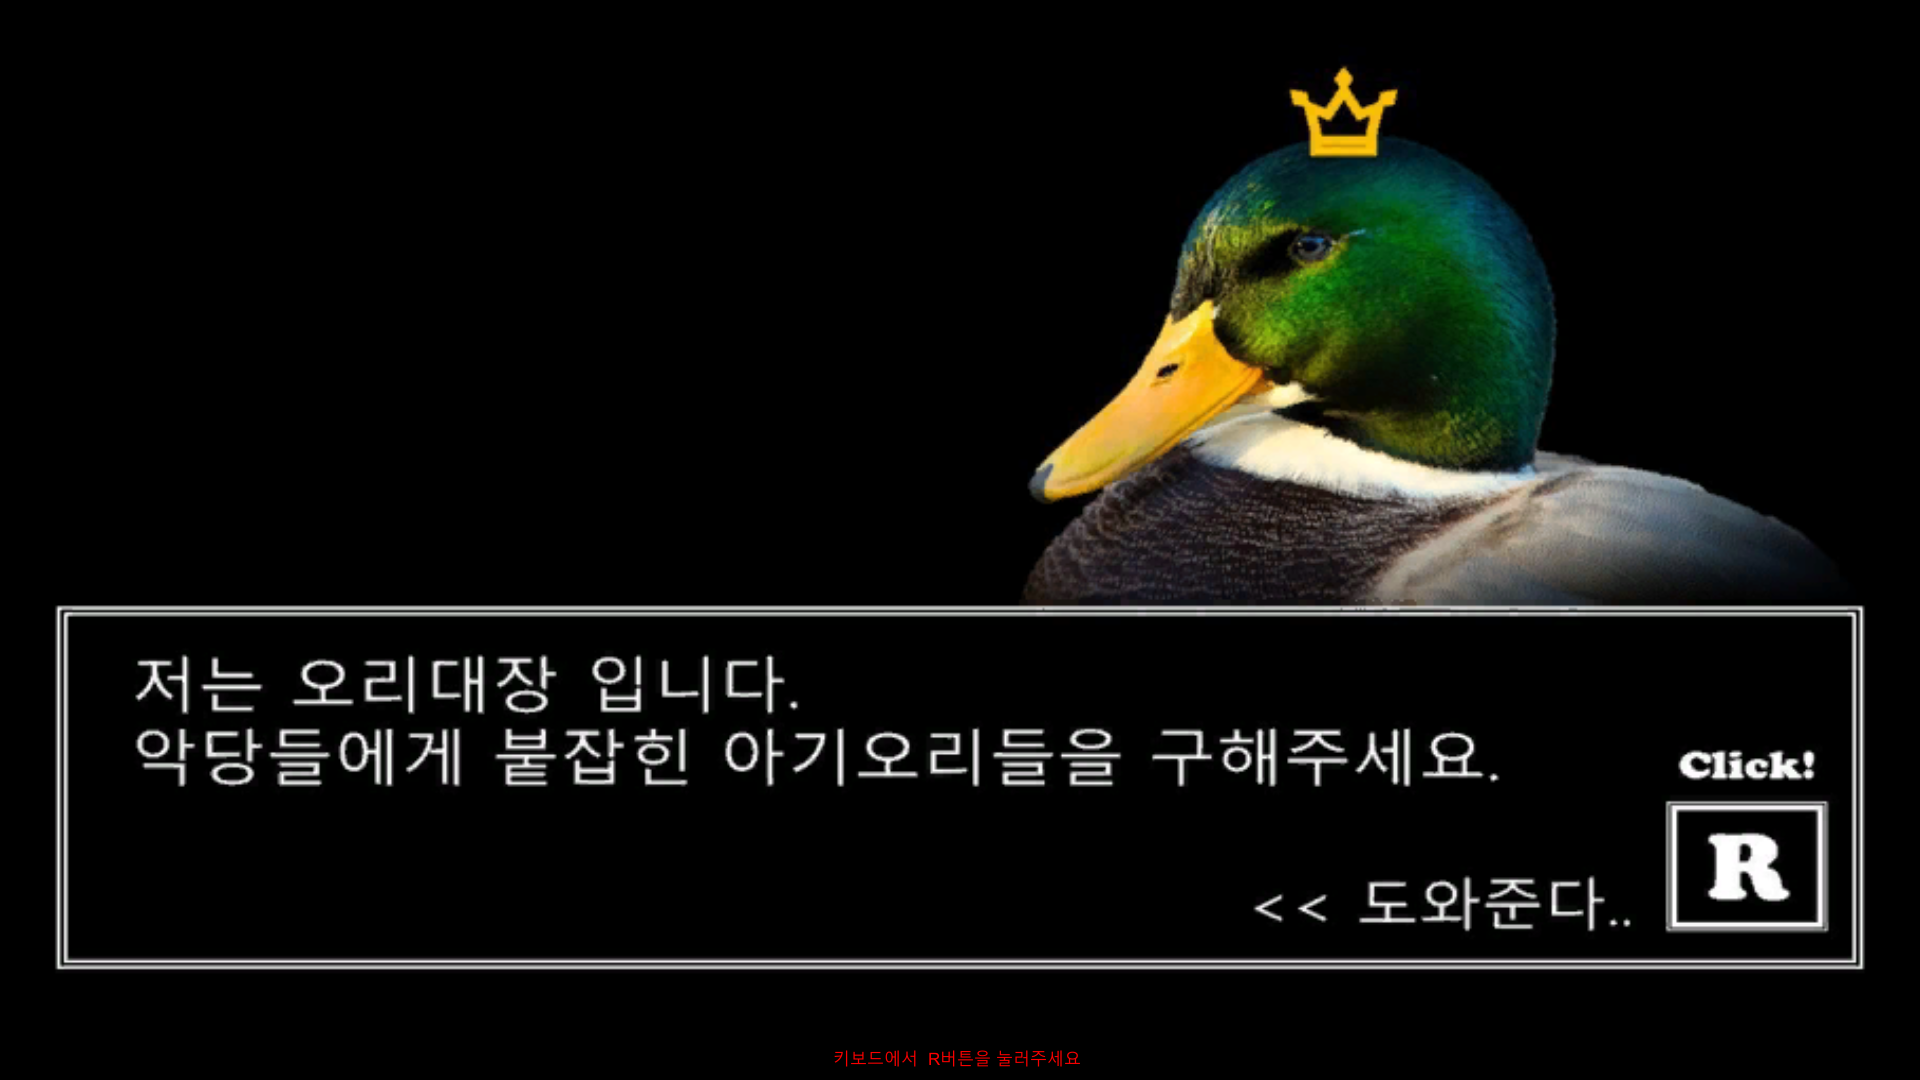 저는 오리대장 입니다.
악당들에게 붙잡힌 아기오리들을 구해주세요.
Click!
R
<< 도와준다..
키보드에서 R버튼을 눌러주세요